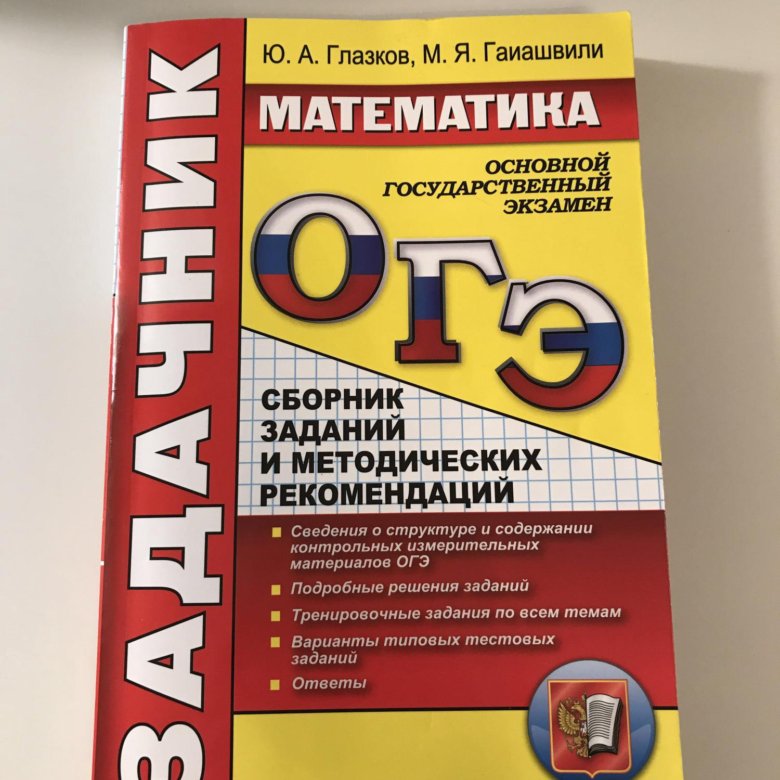 Ю. А. Глазков, М. Я. Гаиашвили
МАТЕМАТИКА
ОСНОВНОЙ
ГОСУДАРСТВЕННЫЙ
ЭКЗАМЕН
ОГЭ
ЗАДАЧНИК
СБОРНИК
ЗАДАНИЙ
И МЕТОДИЧЕСКИХ
РЕКОМЕНДАЦИЙ
Сведения о структуре и содержании
контрольных измерительных
материалов ОГЭ
Подробные решения заданий
Тренировочные задания по всем темам
Варианты типовых тестовых
заданий
Ответы